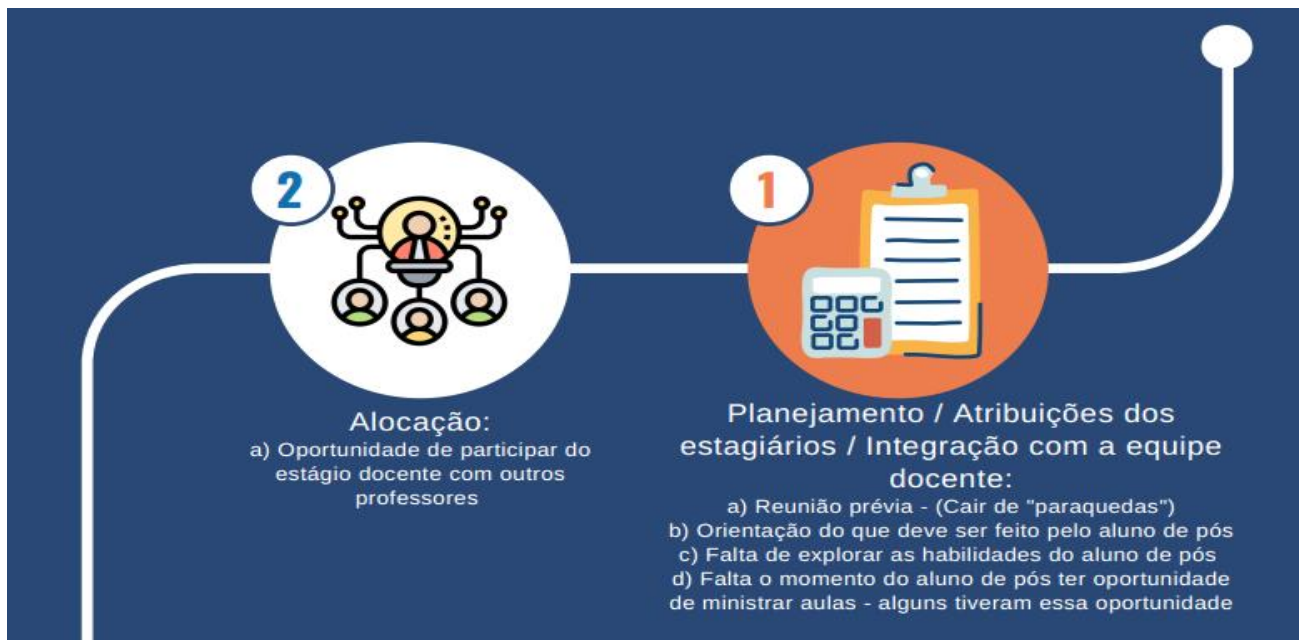 2
Alocação:
a) Oportunidade de participar do
estágio docente com outros
professores
1
Planejamento / Atribuições dos
estagiários / Integração com a equipe
docente:
a) Reunião prévia - (Cair de "paraquedas")
b) Orientação do que deve ser feito pelo aluno de pós
c) Falta de explorar as habilidades do aluno de pós
d) Falta o momento do aluno de pós ter oportunidade
de ministrar aulas - alguns tiveram essa oportunidade